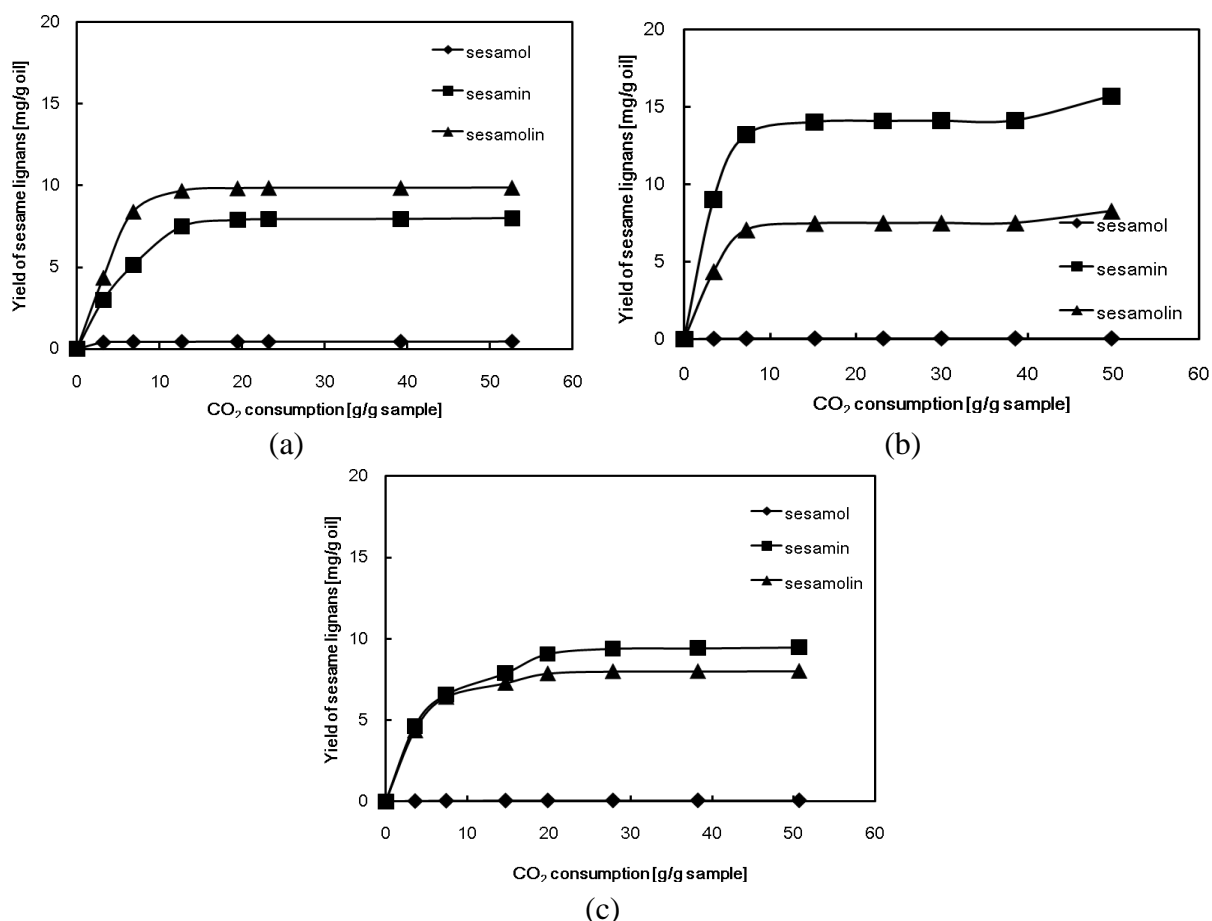 Yield of sesame lignans [mg/g oil]
20
15
10
5
0
sesamol
sesamin
sesamolin
0 10 20 30 40 50 60
CO₂ consumption [g/g sample]
(a)
Yield of sesame lignans [mg/g oil]
20
15
10
5
0
sesamol
sesamin
sesamolin
0 10 20 30 40 50 60
CO₂ consumption [g/g sample]
(b)
Yield of sesame lignans [mg/g oil]
20
15
10
5
0
sesamol
sesamin
sesamolin
0 10 20 30 40 50 60
CO₂ consumption [g/g sample]
(c)